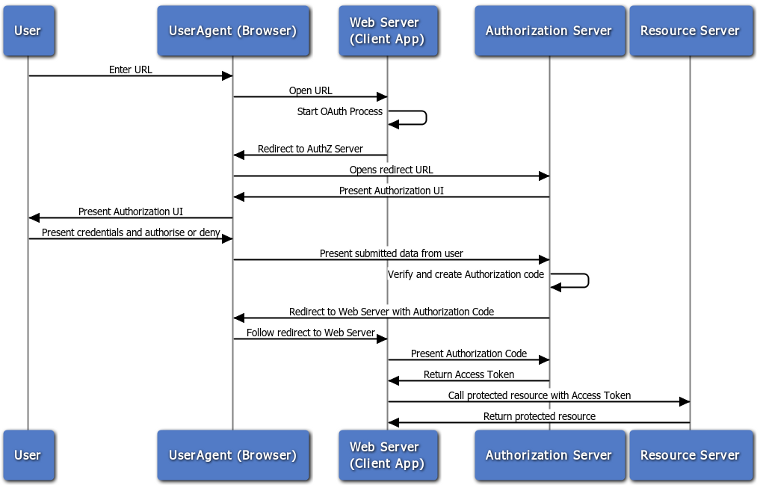 User
UserAgent (Browser)
Web Server
(Client App)
Authorization Server
Resource Server
Enter URL
Open URL
Start OAuth Process
Redirect to AuthZ Server
Opens redirect URL
Present Authorization UI
Present Authorization UI
Present credentials and authorise or deny
Present submitted data from user
Verify and create Authorization code
Redirect to Web Server with Authorization Code
Follow redirect to Web Server
Present Authorization Code
Return Access Token
Call protected resource with Access Token
Return protected resource
User
UserAgent (Browser)
Web Server
(Client App)
Authorization Server
Resource Server